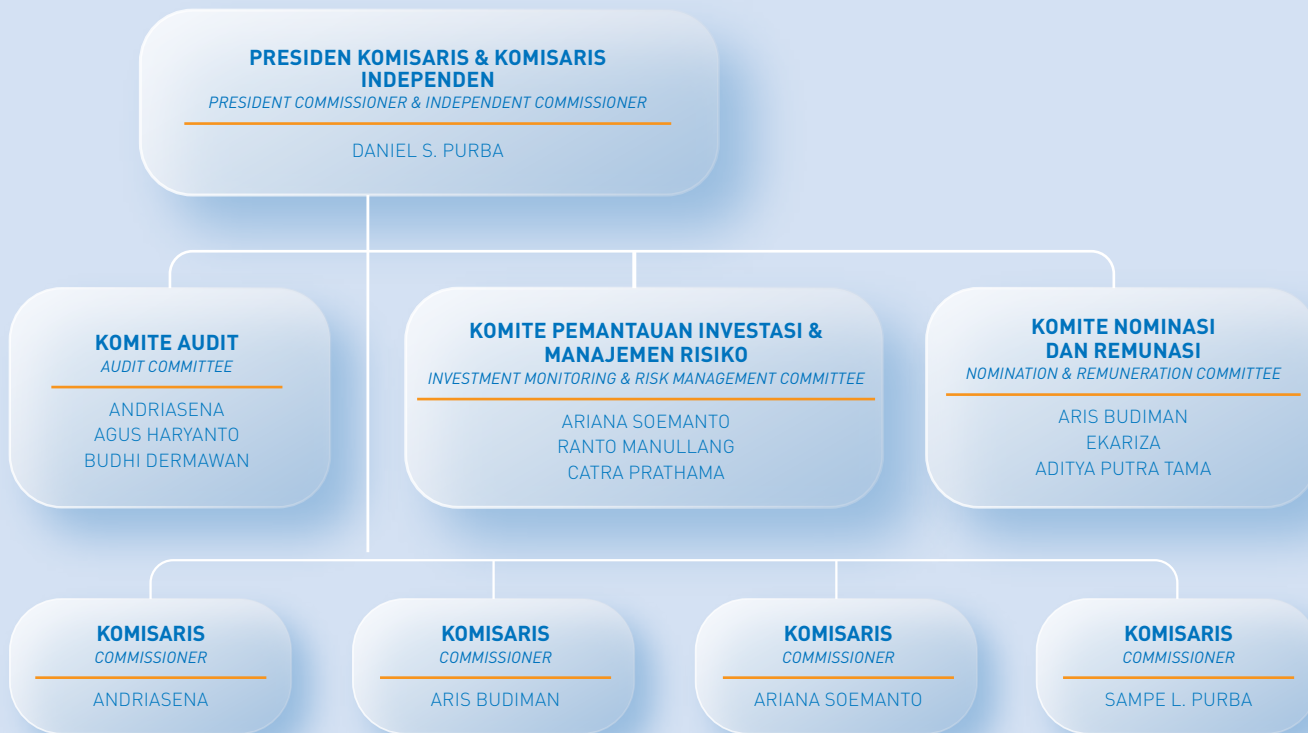 PRESIDEN KOMISARIS & KOMISARIS
INDEPENDEN
PRESIDENT COMMISSIONER & INDEPENDENT COMMISSIONER
DANIEL S. PURBA
KOMITE AUDIT
AUDIT COMMITTEE
ANDRIASENA
AGUS HARYANTO
BUDHI DERMAWAN
KOMITE PEMANTAUAN INVESTASI &
MANAJEMEN RISIKO
INVESTMENT MONITORING & RISK MANAGEMENT COMMITTEE
ARIANA SOEMANTO
RANTO MANULLANG
CATRA PRATHAMA
KOMITE NOMINASI
DAN REMUNASI
NOMINATION & REMUNERATION COMMITTEE
ARIS BUDIMAN
EKARIZA
ADITYA PUTRA TAMA
KOMISARIS
COMMISSIONER
ANDRIASENA
KOMISARIS
COMMISSIONER
ARIS BUDIMAN
KOMISARIS
COMMISSIONER
ARIANA SOEMANTO
KOMISARIS
COMMISSIONER
SAMPE L. PURBA